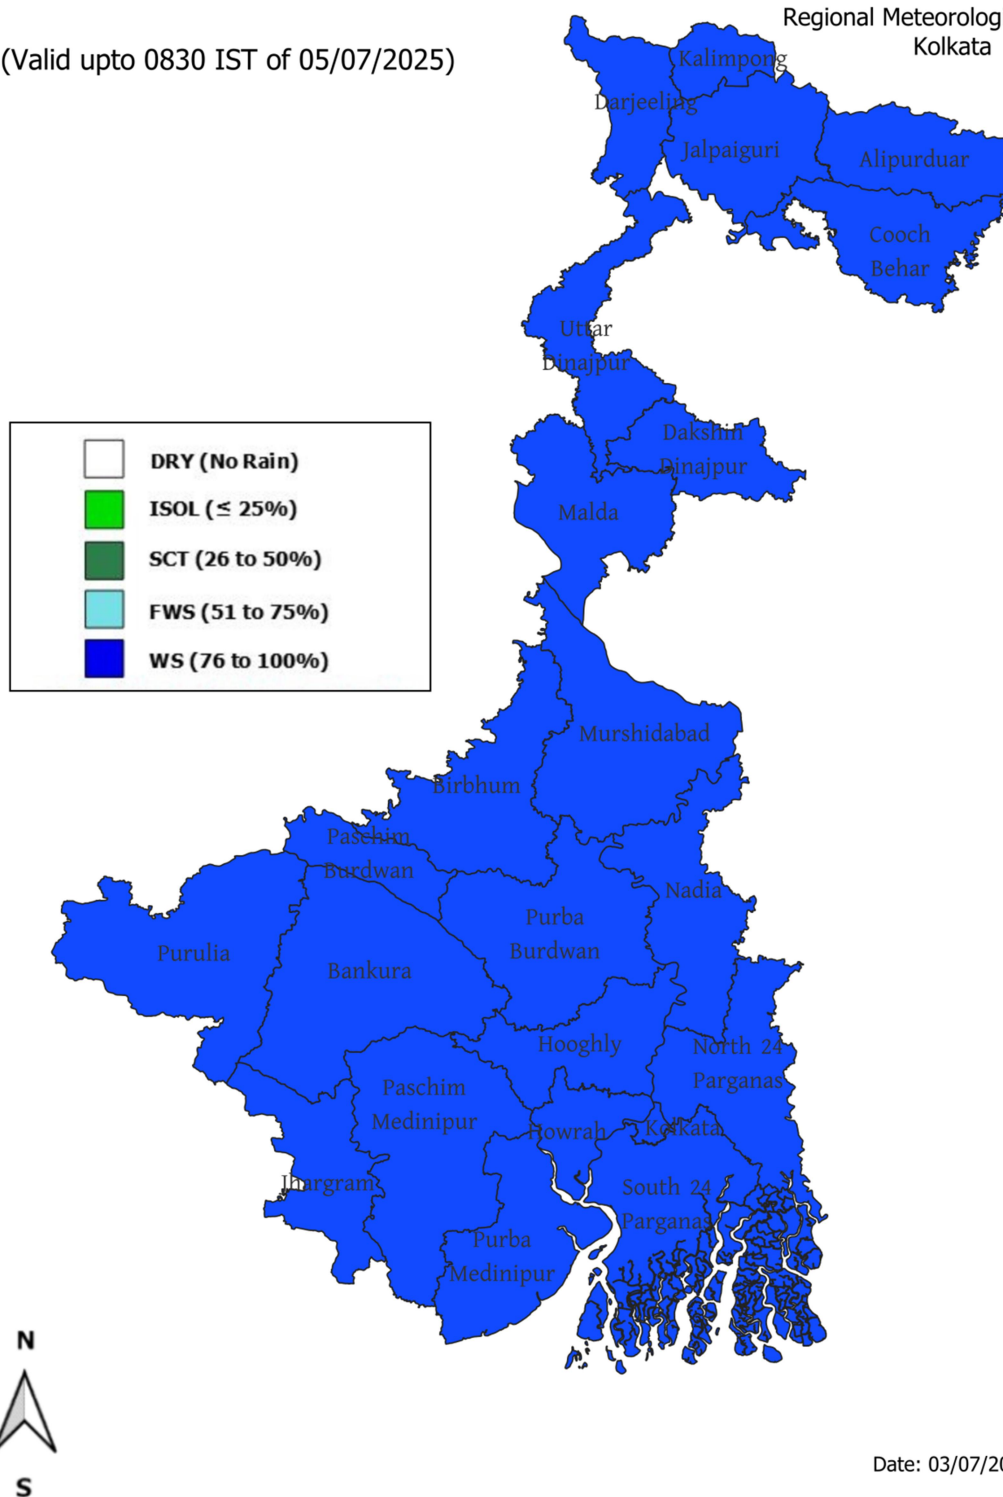 Regional Meteorolog
Kolkata
(Valid upto 0830 IST of 05/07/2025)
Kalimpong
Darjeeling
Jalpaiguri
Alipurduar
Cooch
Behar
Uttar
Dinajpur
Dakshin
Dinajpur
Malda
DRY (No Rain)
ISOL (≤ 25%)
SCT (26 to 50%)
FWS (51 to 75%)
WS (76 to 100%)
Murshidabad
Birbhum
Paschim
Burdwan
Nadia
Purba
Burdwan
Purulia
Bankura
Hooghly
North 24
Parganas
Paschim
Medinipur
Howrah
Kolkata
Jhargram
South 24
Parganas
Purba
Medinipur
N
S
Date: 03/07/20